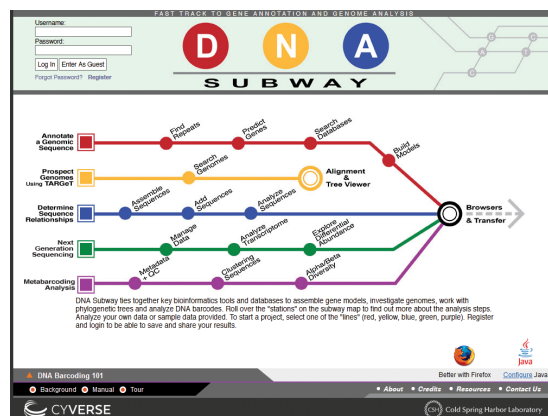 FAST TRACK TO GENE ANNOTATION AND GENOME ANALYSIS
Username:
Password:
Log In
Enter As Guest
Forgot Password? Register
D N A
SUBWAY
G
C
A
T
Annotate
a Genomic
Sequence
Find
Repeats
Predict
Genes
Search
Databases
Build
Models
Prospect
Genomes
Using TARGeT
Search
Genomes
Alignment
&
Tree Viewer
Determine
Sequence
Relationships
Assemble
Sequences
Add
Sequences
Analyze
Sequences
Browsers
& Transfer
Next
Generation
Sequencing
Manage
Data
Analyze
Transcriptome
Explore
Differential
Abundance
Metabarcoding
Analysis
Metadata
+ QC
Clustering
Sequences
Alpha/Beta
Diversity
DNA Subway ties together key bioinformatics tools and databases to assemble gene models, investigate genomes, work with
phylogenetic trees and analyze DNA barcodes. Roll over the "stations" on the subway map to find out more about the analysis steps.
Analyze your own data or sample data provided. To start a project, select one of the "lines" (red, yellow, blue, green, purple). Register
and login to be able to save and share your results.
Java
Better with Firefox
Configure Java
DNA Barcoding 101
Background Manual Tour
• About • Credits • Resources • Contact Us
CYVERSE
CSH Cold Spring Harbor Laboratory